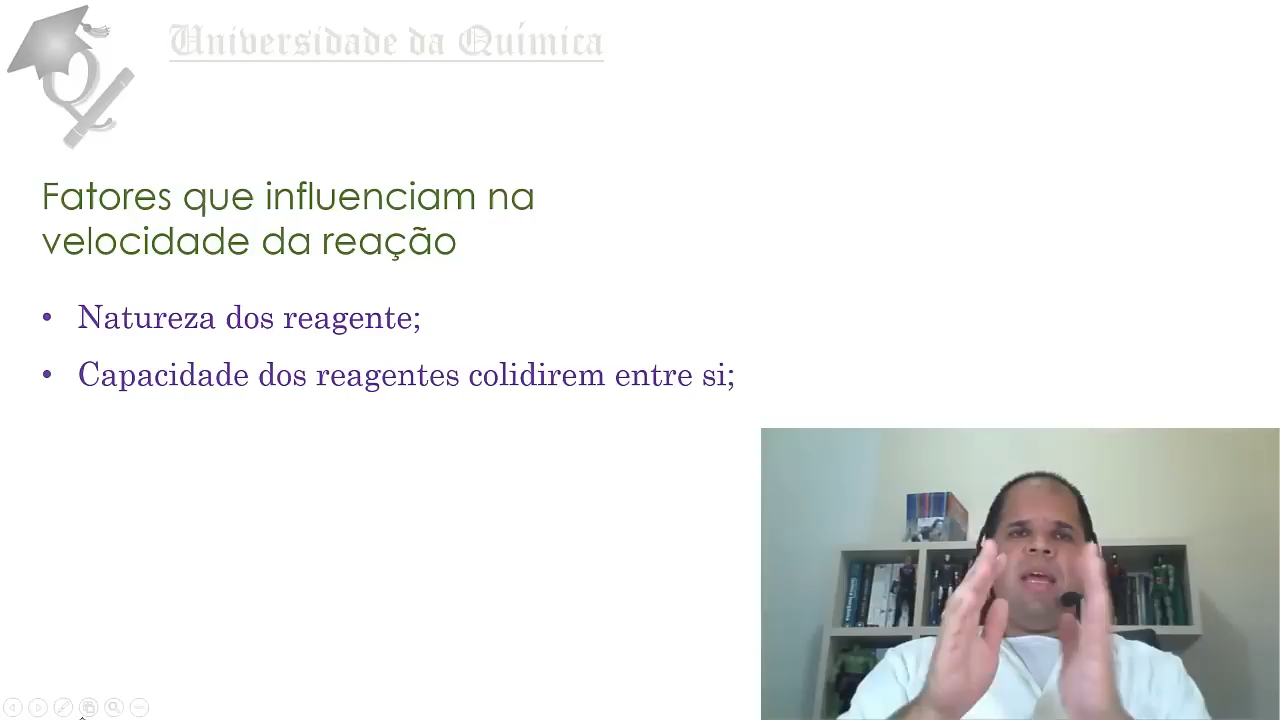 Universidade da Química
Fatores que influenciam na
velocidade da reação
• Natureza dos reagente;
• Capacidade dos reagentes colidirem entre si;